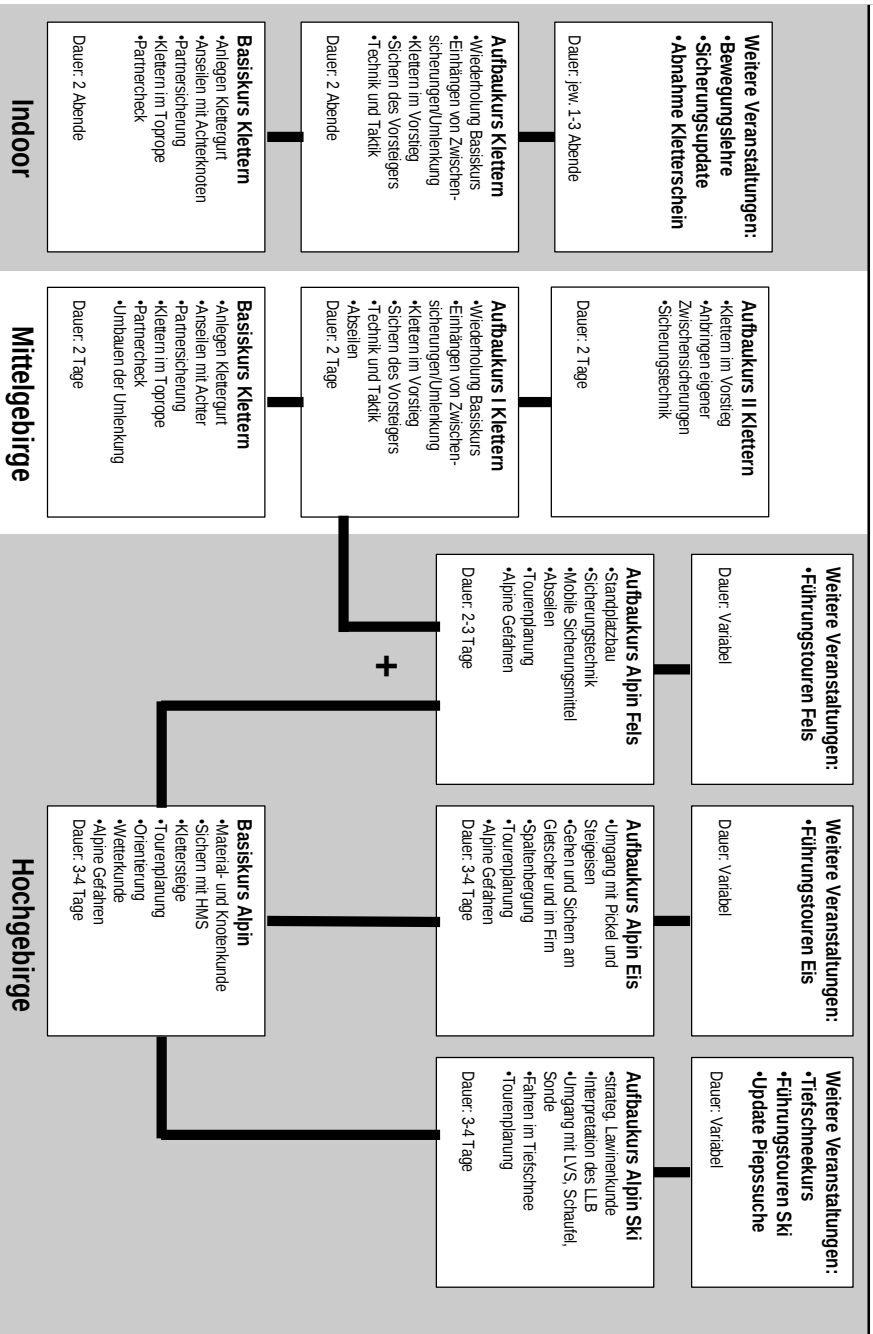 Weitere Veranstaltungen:
•Bewegungslehre
•Sicherungsupdate
•Abnahme Kletterschein
Dauer: jew. 1-3 Abende
Aufbaukurs Klettern
•Wiederholung Basiskurs
•Einhängen von Zwischen-
sicherungen/Umlenkung
•Klettern im Vorstieg
•Sichern des Vorsteigers
•Technik und Taktik
Dauer: 2 Abende
Basiskurs Klettern
•Anlegen Klettergurt
•Anseilen mit Achterknoten
•Partnersicherung
•Klettern im Toprope
•Partnercheck
Dauer: 2 Abende
Indoor
Aufbaukurs II Klettern
•Klettern im Vorstieg
•Anbringen eigener
Zwischensicherungen
•Sicherungstechnik
Dauer: 2 Tage
Aufbaukurs I Klettern
•Wiederholung Basiskurs
•Einhängen von Zwischen-
sicherungen/Umlenkung
•Klettern im Vorstieg
•Sichern des Vorsteigers
•Technik und Taktik
•Abseilen
Dauer: 2 Tage
Basiskurs Klettern
•Anlegen Klettergurt
•Anseilen mit Achter
•Partnersicherung
•Klettern im Toprope
•Partnercheck
•Umbauen der Umlenkung
Dauer: 2 Tage
Mittelgebirge
Weitere Veranstaltungen:
•Führungstouren Fels
Dauer: Variabel
Aufbaukurs Alpin Fels
•Standplatzbau
•Sicherungstechnik
•Mobile Sicherungsmittel
•Abseilen
•Tourenplanung
•Alpine Gefahren
Dauer: 2-3 Tage
+
Weitere Veranstaltungen:
•Führungstouren Eis
Dauer: Variabel
Aufbaukurs Alpin Eis
•Umgang mit Pickel und
Steigeisen
•Gehen und Sichern am
Gletscher und im Firn
•Spaltenbergung
•Tourenplanung
•Alpine Gefahren
Dauer: 3-4 Tage
Basiskurs Alpin
•Material- und Knotenkunde
•Sichern mit HMS
•Klettersteige
•Tourenplanung
•Orientierung
•Wetterkunde
•Alpine Gefahren
Dauer: 3-4 Tage
Weitere Veranstaltungen:
•Tiefschneekurs
•Führungstouren Ski
•Update Piepssuche
Dauer: Variabel
Aufbaukurs Alpin Ski
•strateg. Lawinenkunde
•Interpretation des LLB
•Umgang mit LVS, Schaufel,
Sonde
•Fahren im Tiefschnee
•Tourenplanung
Dauer: 3-4 Tage
Hochgebirge